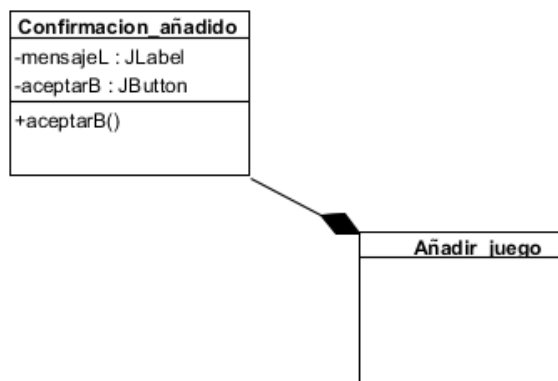 Confirmacion_añadido
-mensajeL : JLabel
-aceptarB : JButton
+aceptarB()
Añadir_juego